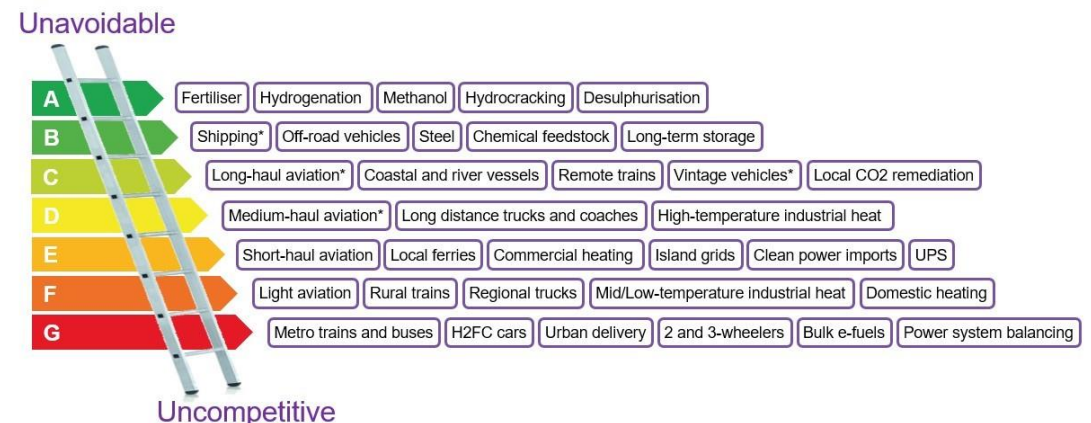 Unavoidable
A Fertiliser Hydrogenation Methanol Hydrocracking Desulphurisation
B Shipping* Off-road vehicles Steel Chemical feedstock Long-term storage
C Long-haul aviation* Coastal and river vessels Remote trains Vintage vehicles* Local CO2 remediation
D Medium-haul aviation* Long distance trucks and coaches High-temperature industrial heat
E Short-haul aviation Local ferries Commercial heating Island grids Clean power imports UPS
F Light aviation Rural trains Regional trucks Mid/Low-temperature industrial heat Domestic heating
G Metro trains and buses H2FC cars Urban delivery 2 and 3-wheelers Bulk e-fuels Power system balancing
Uncompetitive